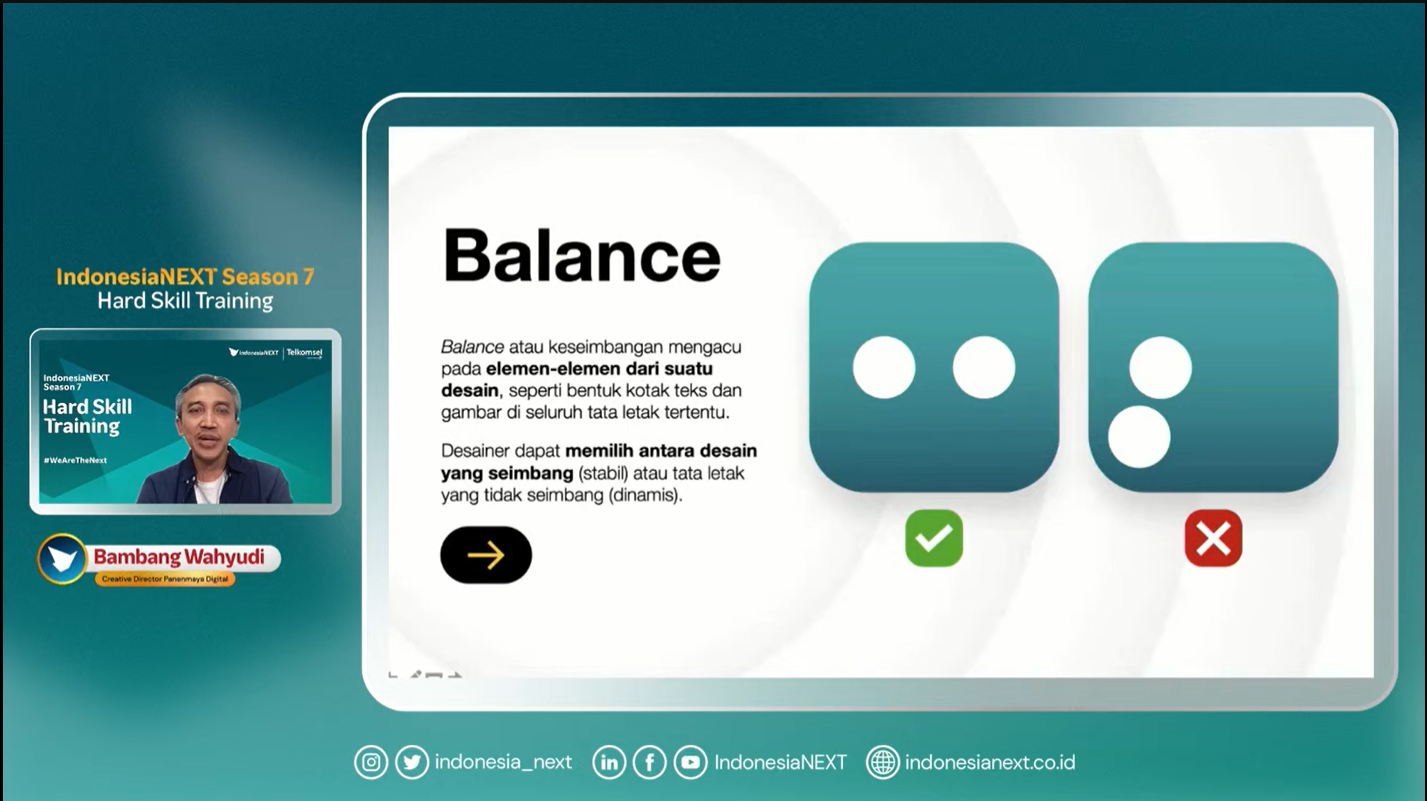 IndonesiaNEXT Season 7
Hard Skill Training
IndonesiaNEXT
Telkomsel
IndonesiaNEXT
Season 7
Hard Skill
Training
#WeAreTheNext
Bambang Wahyudi
Creative Director Panenmaya Digital
Balance
Balance atau keseimbangan mengacu
pada elemen-elemen dari suatu
desain, seperti bentuk kotak teks dan
gambar di seluruh tata letak tertentu.
Desainer dapat memilih antara desain
yang seimbang (stabil) atau tata letak
yang tidak seimbang (dinamis).
indonesia_next
IndonesiaNEXT
indonesianext.co.id